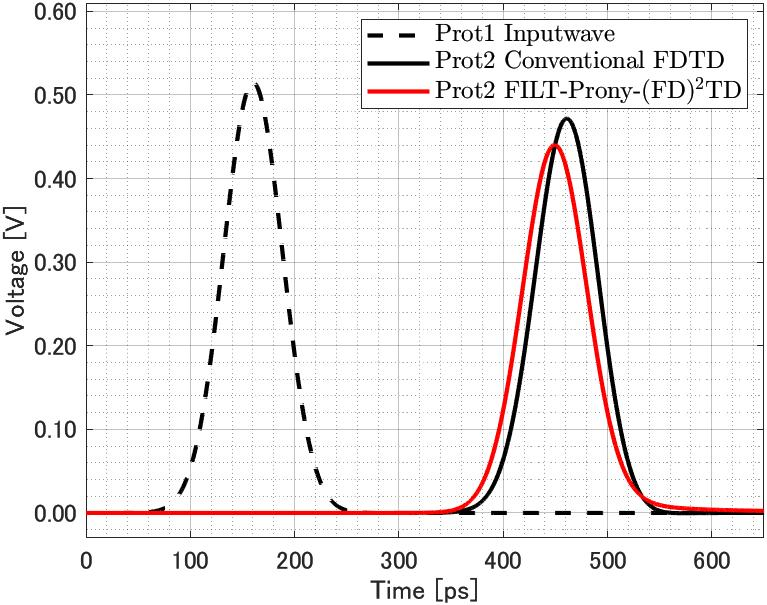 Prot1 Inputwave
Prot2 Conventional FDTD
Prot2 FILT-Prony-(FD)²TD
0.60
0.50
0.40
0.30
0.20
0.10
0.00
Voltage [V]
0 100 200 300 400 500 600
Time [ps]